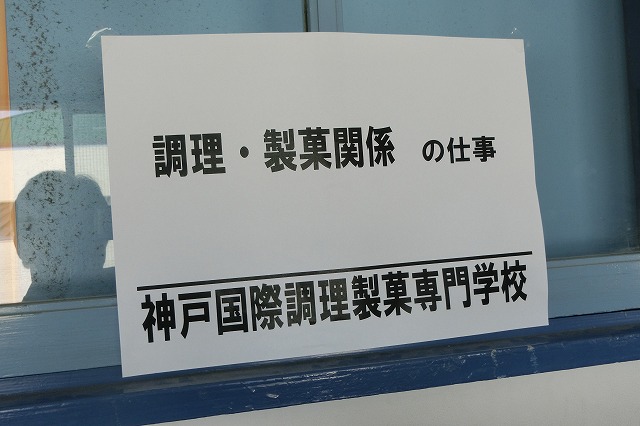 調理・製菓関係 の仕事
神戸国際調理製菓専門学校